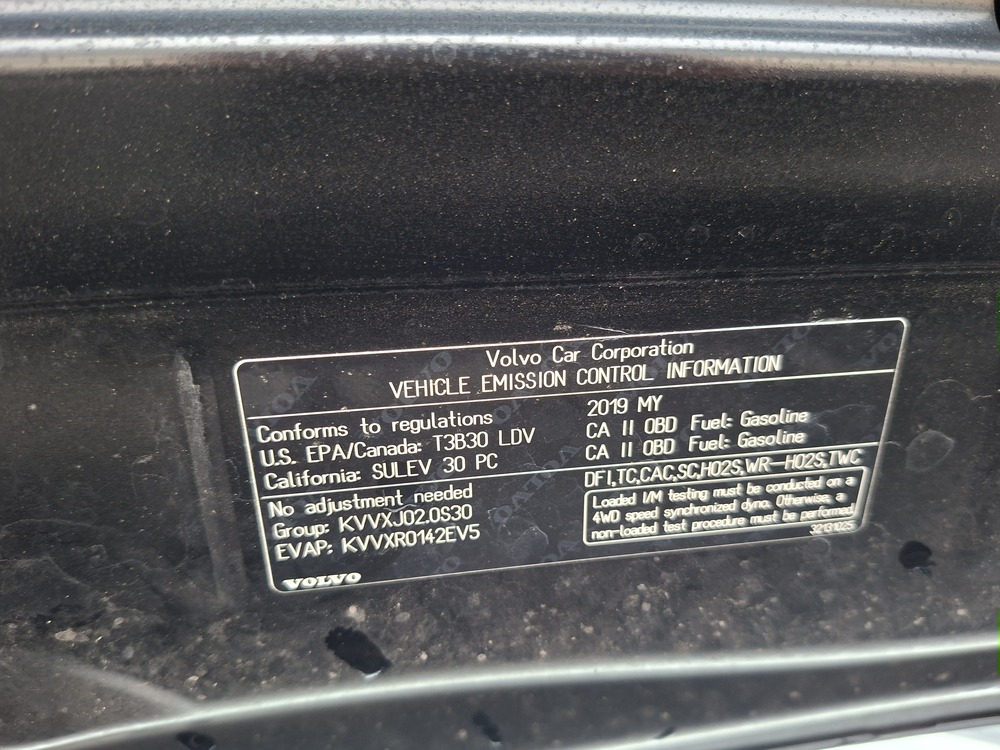 Volvo Car Corporation
VEHICLE EMISSION CONTROL INFORMATION
Conforms to regulations
U.S. EPA/Canada: T3B30 LDV
California: SULEV 30 PC
2019 MY
CA II OBD Fuel: Gasoline
CA II OBD Fuel: Gasoline
No adjustment needed
Group: KVVXJ02.0S30
EVAP: KVVXR0142EV5
DFI,TC,CAC,SC,HO2S,WR-HO2S,TWC
Loaded I/M testing must be conducted on a
4WD speed synchronized dyno. Otherwise, a
non-loaded test procedure must be performed.
32131025
VOLVO